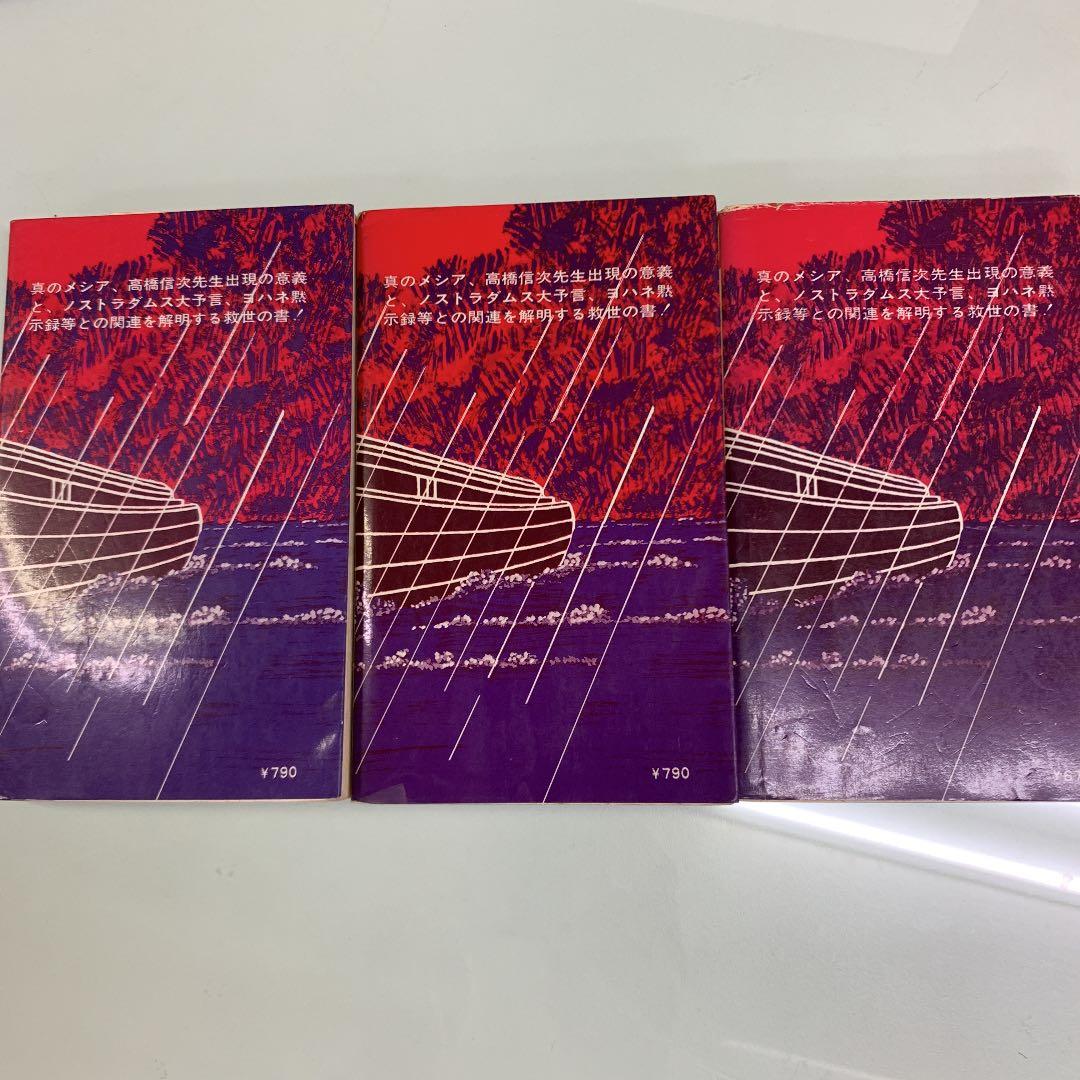 真のメシア、高橋信次先生出現の意義
と、ノストラダムス大予言、ヨハネ黙
示録等との関連を解明する救世の書！
¥790
真のメシア、高橋信次先生出現の意義
と、ノストラダムス大予言、ヨハネ黙
示録等との関連を解明する救世の書！
¥790
真のメシア、高橋信次先生出現の意義
と、ノストラダムス大予言、ヨハネ黙
示録等との関連を解明する救世の書！